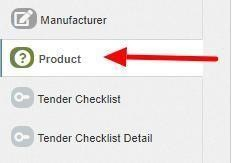 Manufacturer
Product
Tender Checklist
Tender Checklist Detail